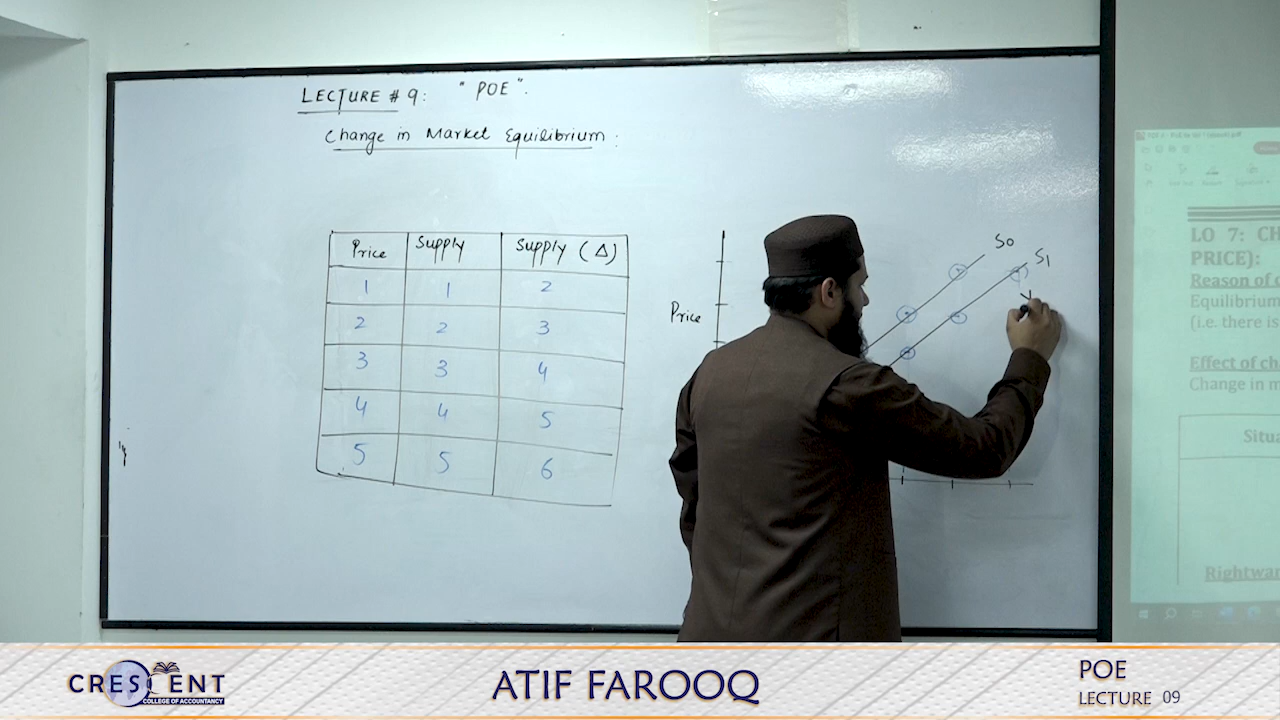 LECTURE # 9: "POE".
Change in Market Equilibrium:
Price Supply Supply (Δ)
1 1 2
2 2 3
3 3 4
4 4 5
5 5 6
Price
S0
S1
LO 7: CH
PRICE):
Reason of
Equilibrium
(i.e. there is
Effect of ch
Change in m
Situa
Rightwar
CRESCENT
COLLEGE OF ACCOUNTANCY
ATIF FAROOQ
POE
LECTURE 09